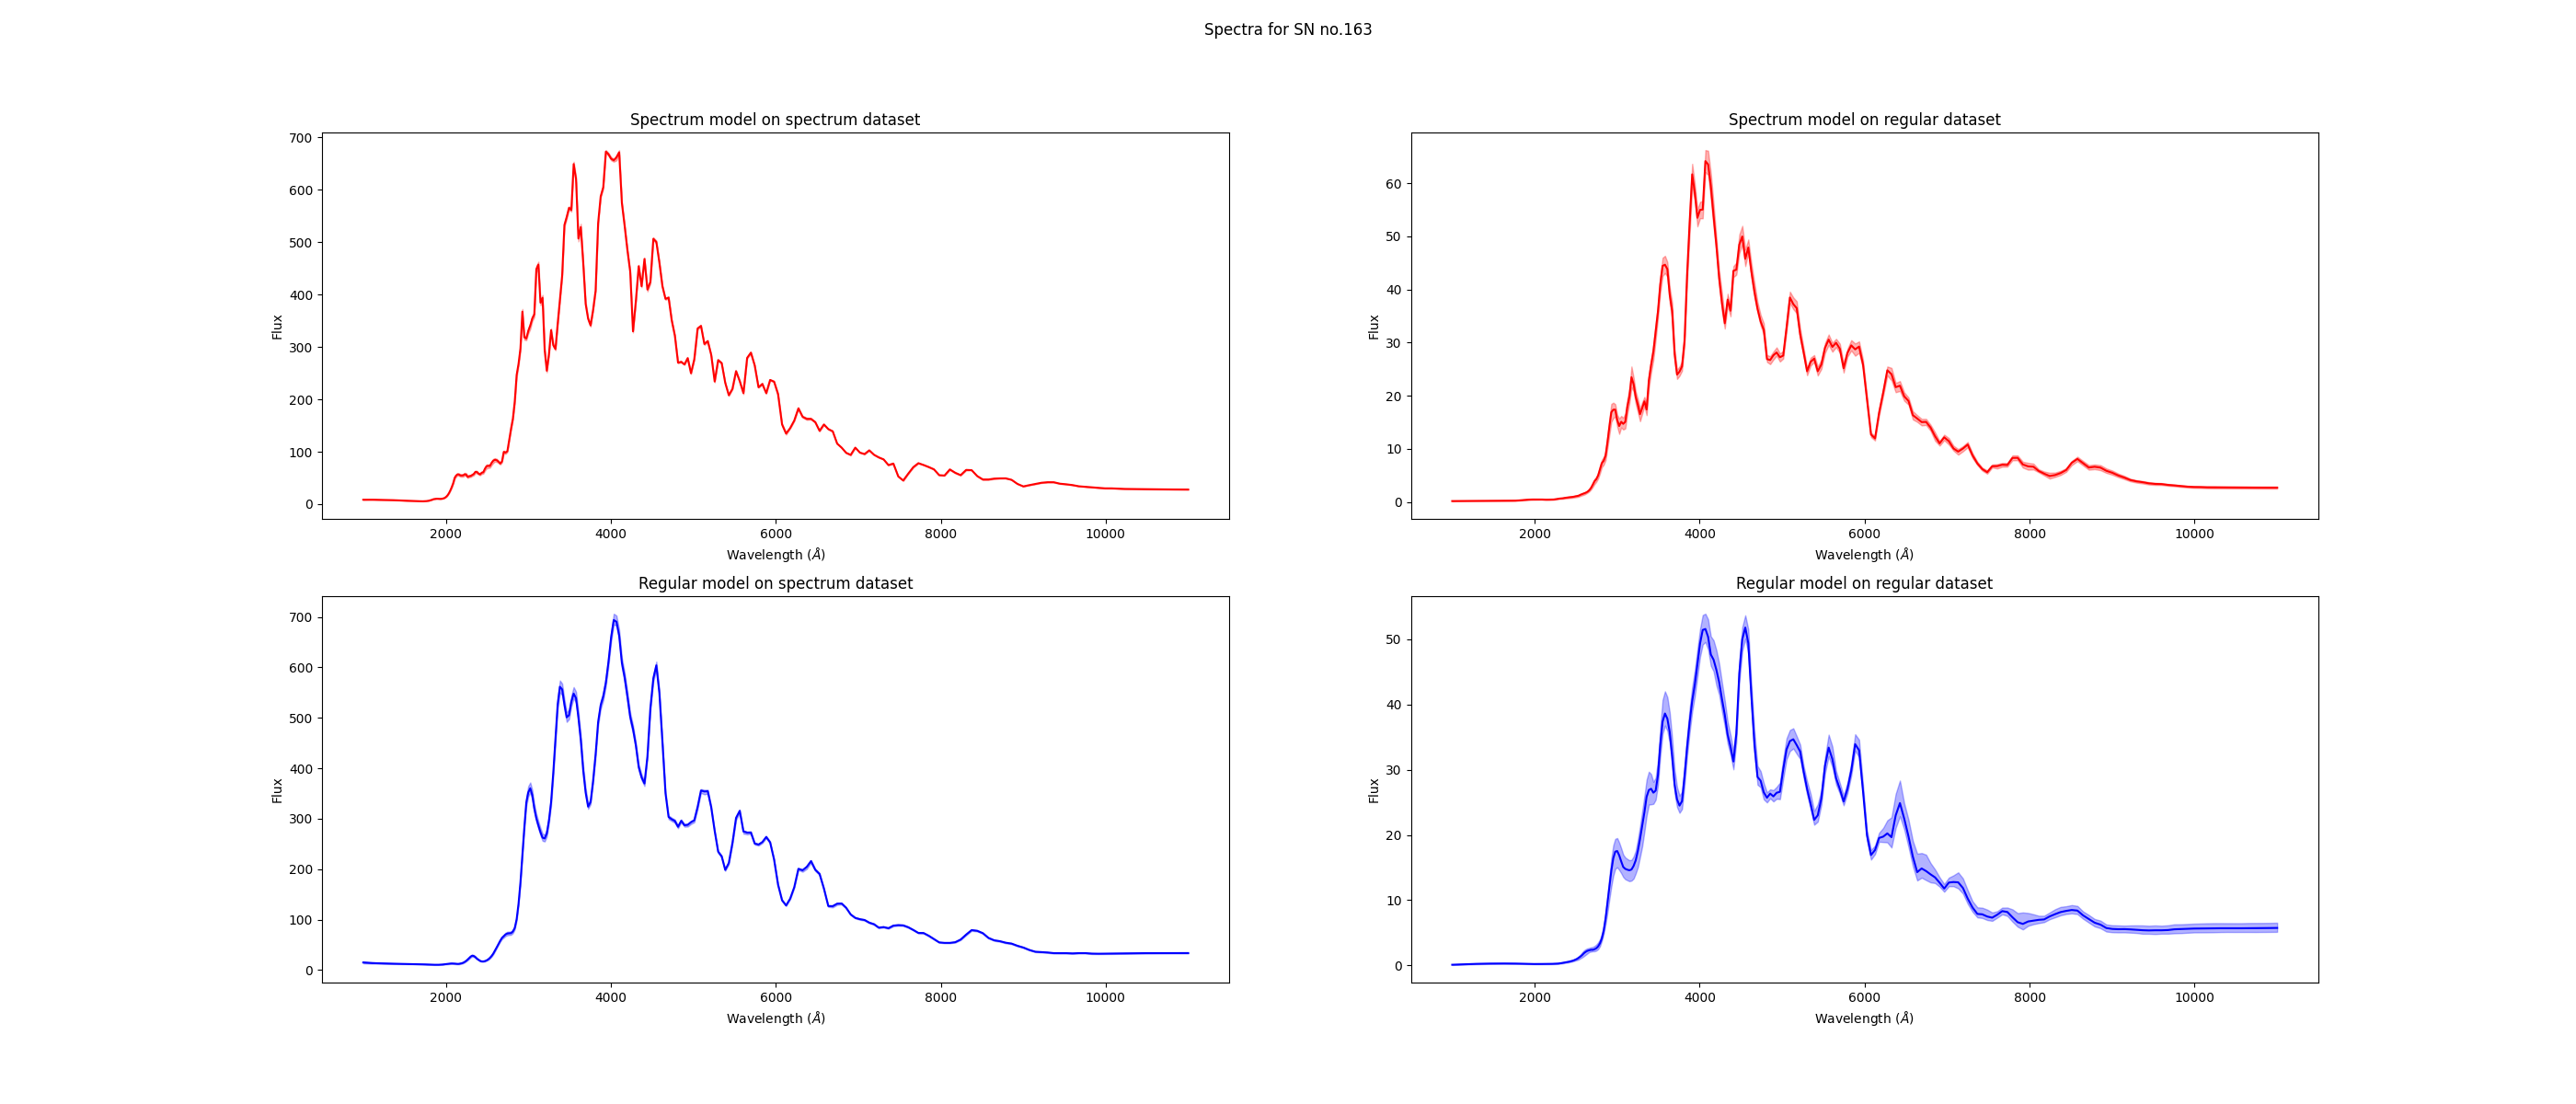 Spectra for SN no.163
Spectrum model on spectrum dataset
700
600
500
400
300
200
100
0
Flux
2000 4000 6000 8000 10000
Wavelength (Å)
Spectrum model on regular dataset
60
50
40
30
20
10
0
Flux
2000 4000 6000 8000 10000
Wavelength (Å)
Regular model on spectrum dataset
700
600
500
400
300
200
100
0
Flux
2000 4000 6000 8000 10000
Wavelength (Å)
Regular model on regular dataset
50
40
30
20
10
0
Flux
2000 4000 6000 8000 10000
Wavelength (Å)